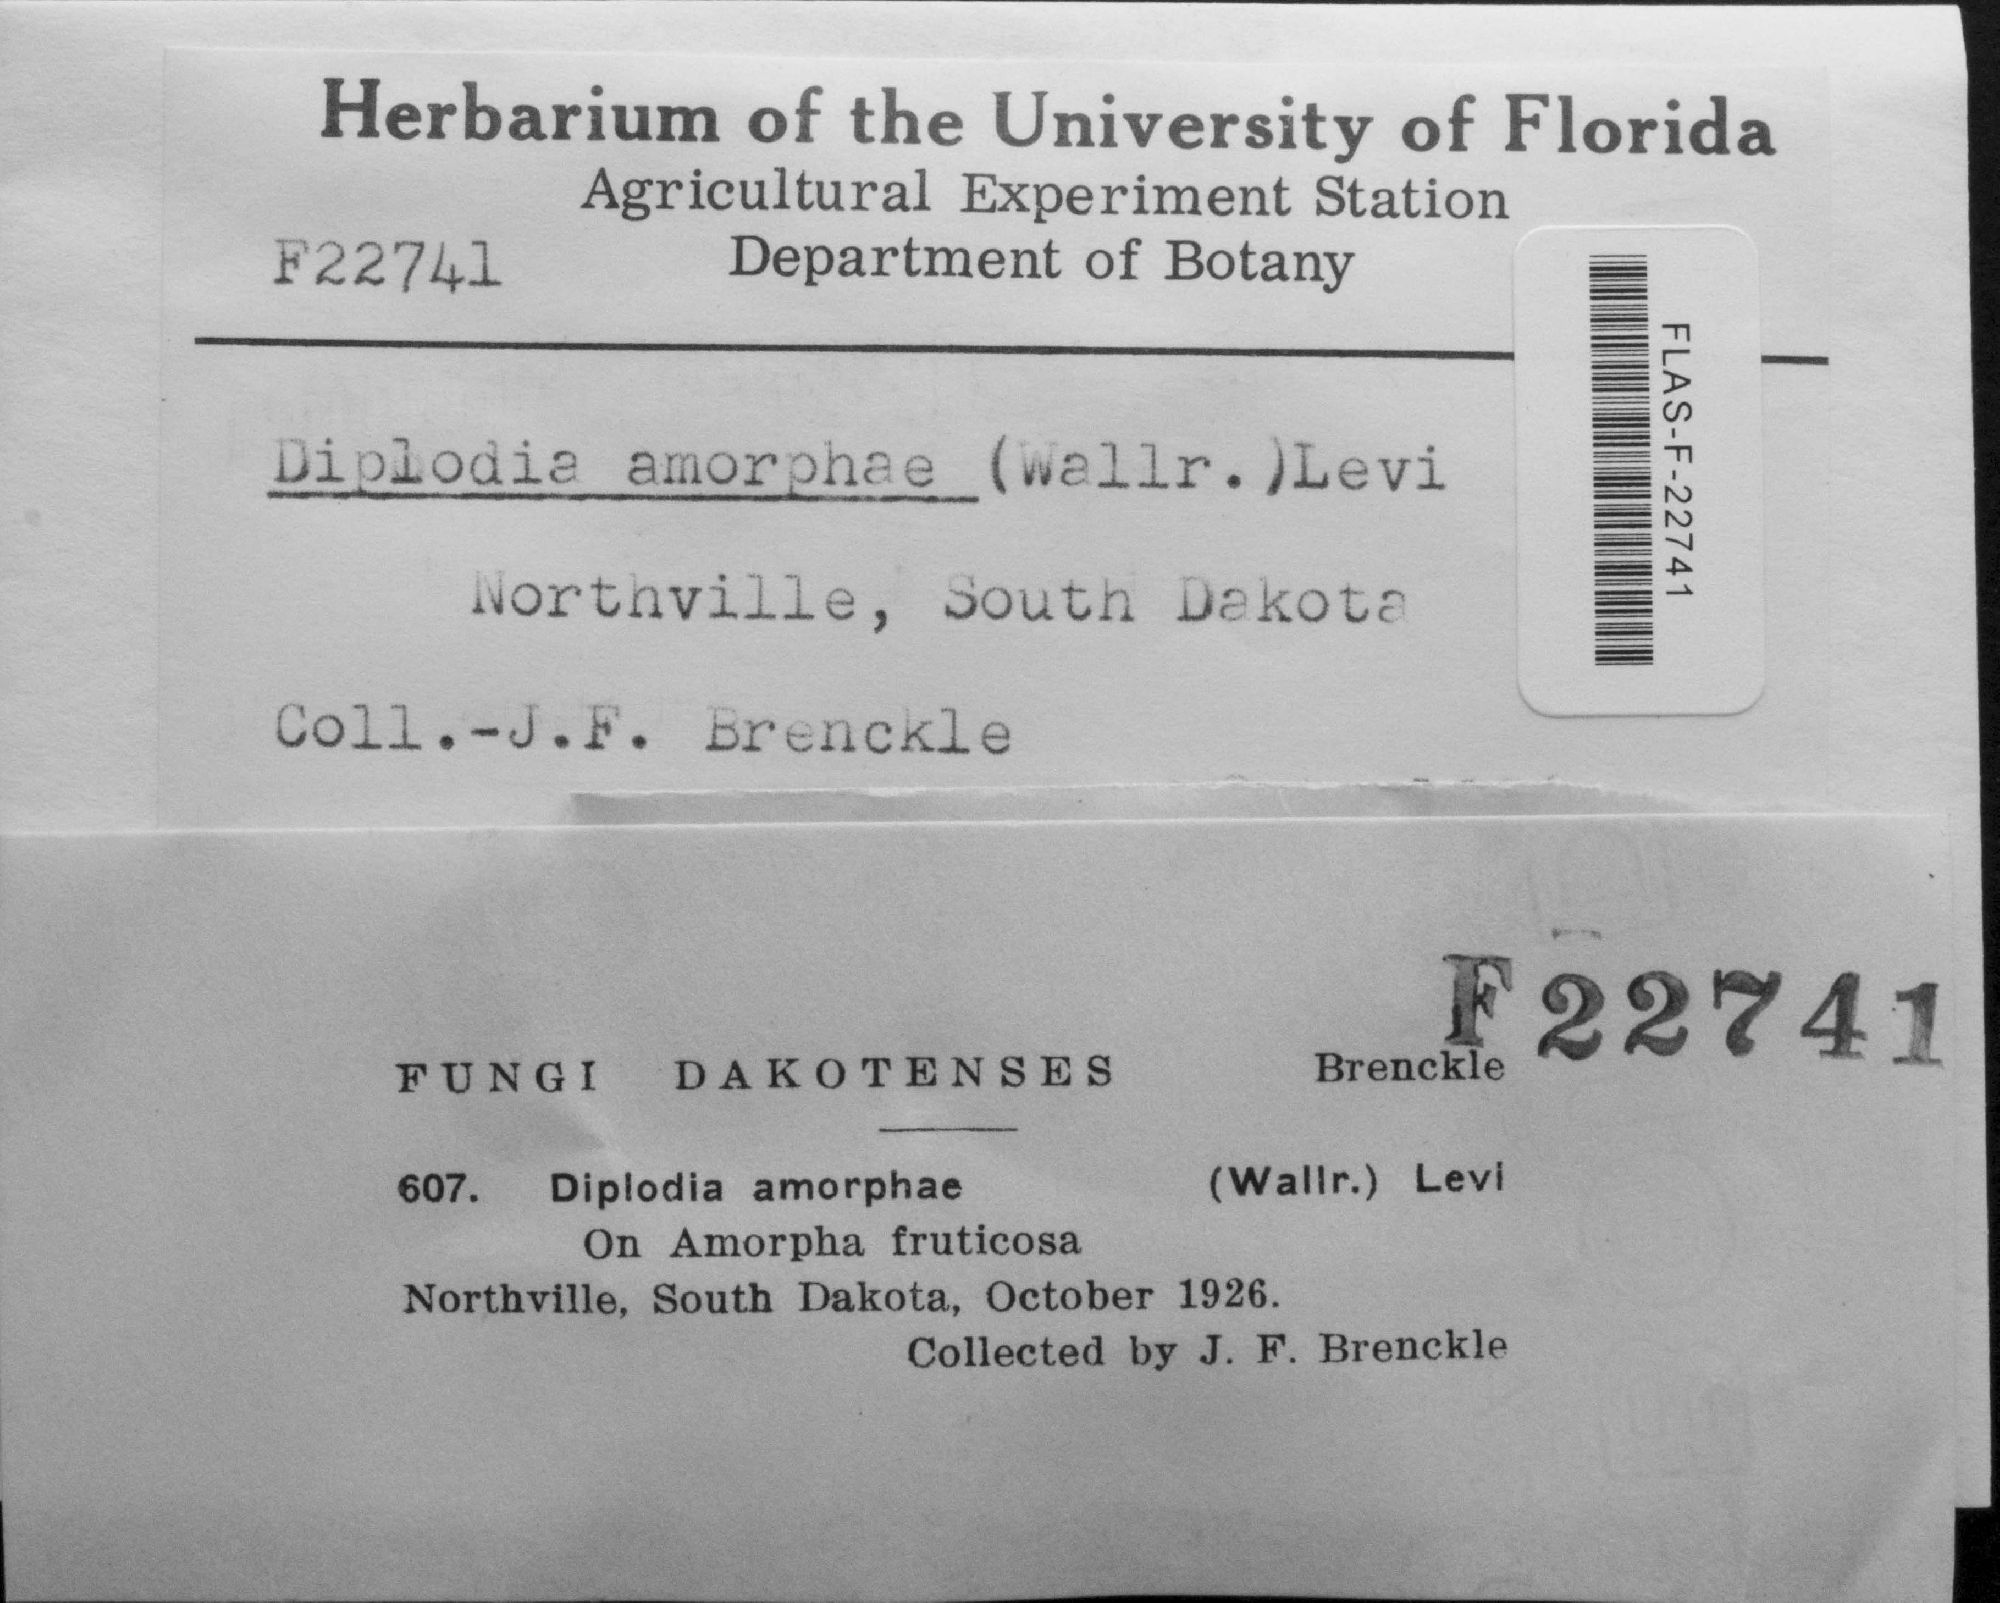 Herbarium of the University of Florida
Agricultural Experiment Station
F22741
Department of Botany
FLAS-F-22741
Diplodia amorphae (Wallr.)Levi
Northville, South Dakota
Coll.-J.F. Brenckle
F22741
FUNGI DAKOTENSES Brenckle
607. Diplodia amorphae (Wallr.) Levi
On Amorpha fruticosa
Northville, South Dakota, October 1926.
Collected by J. F. Brenckle